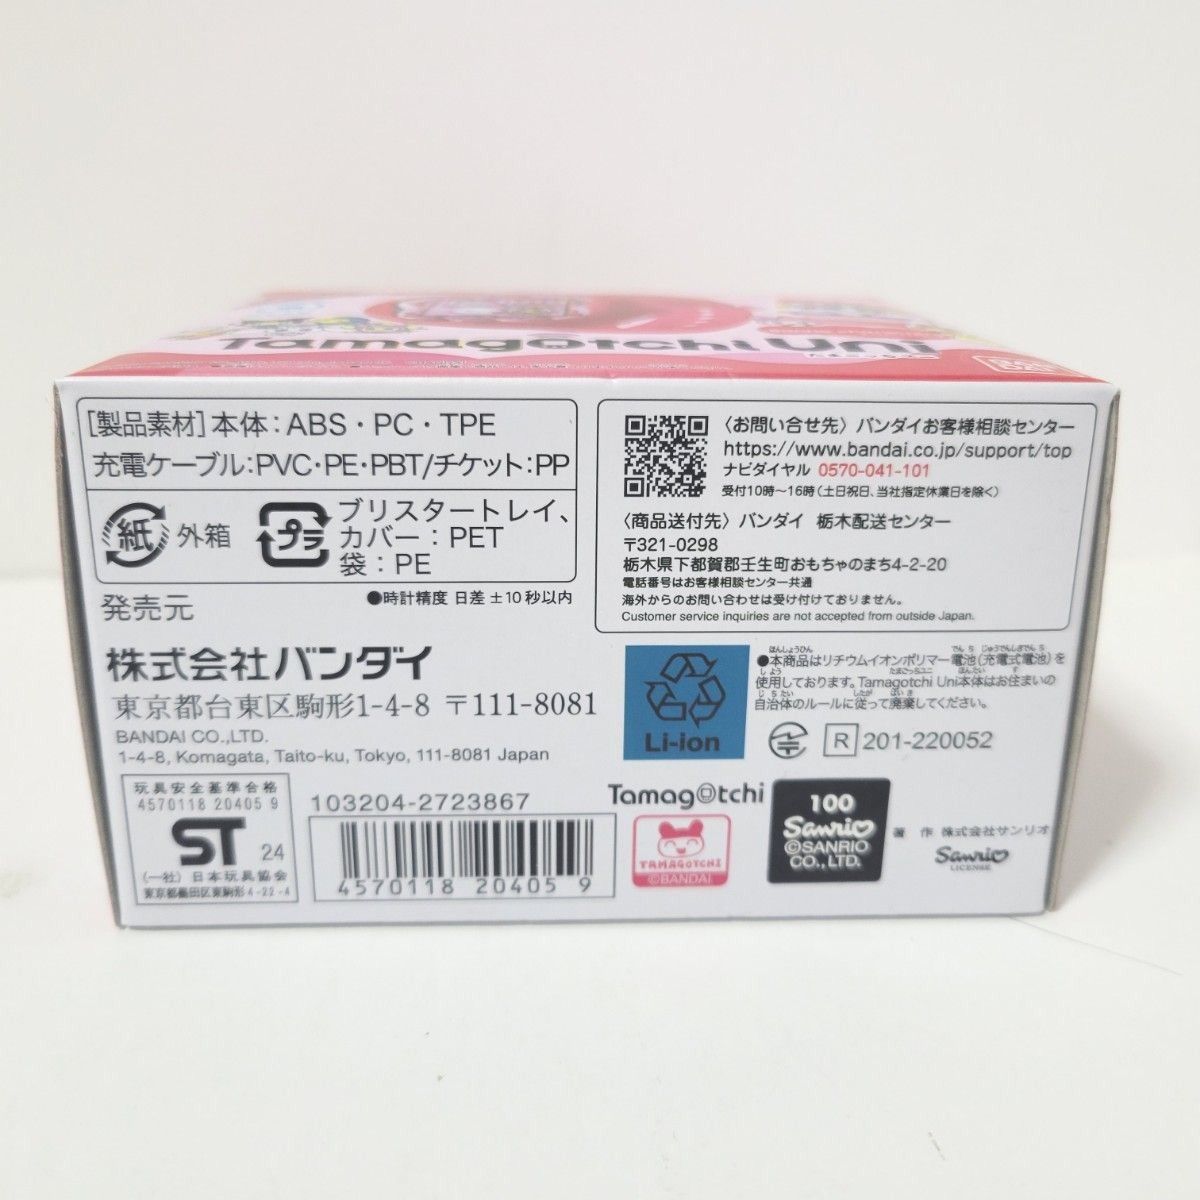 Tamagotchi Uni
[製品素材]本体：ABS・PC・TPE
充電ケーブル：PVC・PE・PBT/チケット：PP
紙 外箱
プラ
ブリスタートレイ、
カバー：PET
袋：PE
●時計精度 日差±10秒以内
発売元
株式会社バンダイ
東京都台東区駒形1-4-8 〒111-8081
BANDAI CO.,LTD.
1-4-8, Komagata, Taito-ku, Tokyo, 111-8081 Japan
〈お問い合せ先〉バンダイお客様相談センター
https://www.bandai.co.jp/support/top
ナビダイヤル 0570-041-101
受付10時～16時(土日祝日、当社指定休業日を除く)
〈商品送付先〉バンダイ 栃木配送センター
〒321-0298
栃木県下都賀郡壬生町おもちゃのまち4-2-20
電話番号はお客様相談センター共通
海外からのお問い合わせは受け付けておりません。
Customer service inquiries are not accepted from outside Japan.
Li-ion
●本商品はリチウムイオンポリマー電池(充電式電池)を
使用しております。Tamagotchi Uni本体はお住まいの
自治体のルールに従って廃棄してください。
R 201-220052
玩具安全基準合格
4570118 20405 9
ST 24
(一社)日本玩具協会
東京都墨田区東駒形4-22-4
103204-2723867
4570118 20405 9
Tamagotchi
TAMAGOTCHI
©BANDAI
100
Sanrio
©SANRIO
CO.,LTD.
著作 株式会社サンリオ
Sanrio
LICENSE